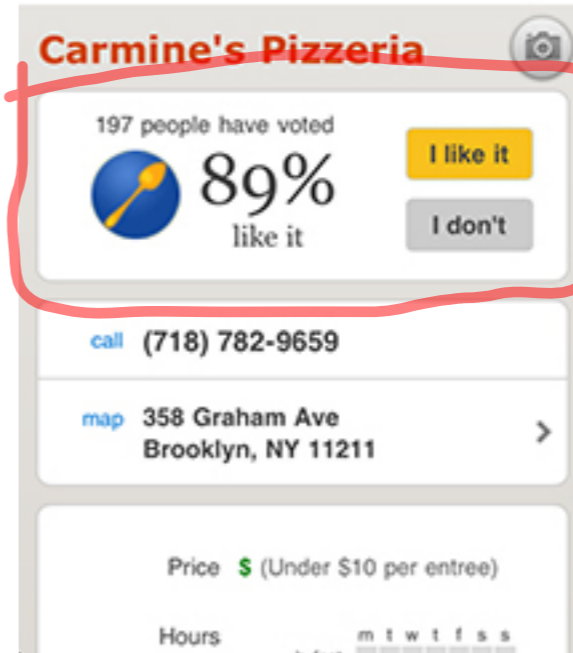 Carmine's Pizzeria
197 people have voted
89%
like it
I like it
I don't
call (718) 782-9659
map 358 Graham Ave
Brooklyn, NY 11211
Price $ (Under $10 per entree)
Hours m t w t f s s